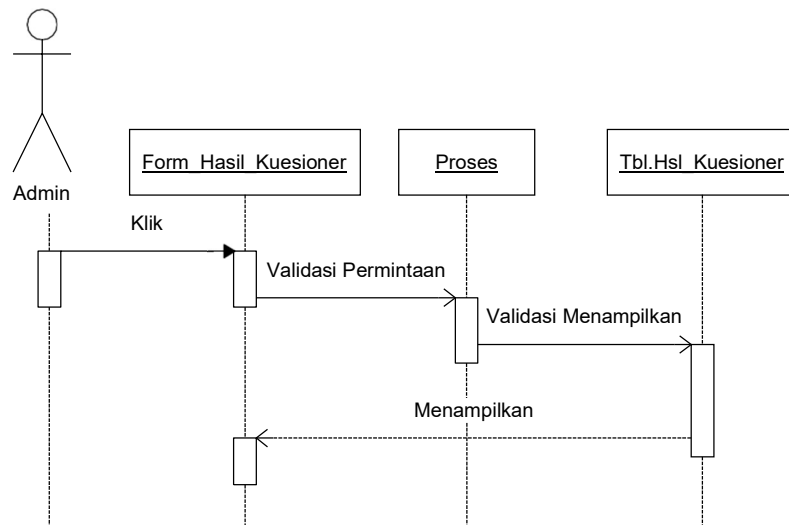 Form_Hasil_Kuesioner
Proses
Tbl.Hsl_Kuesioner
Admin
Klik
Validasi Permintaan
Validasi Menampilkan
Menampilkan